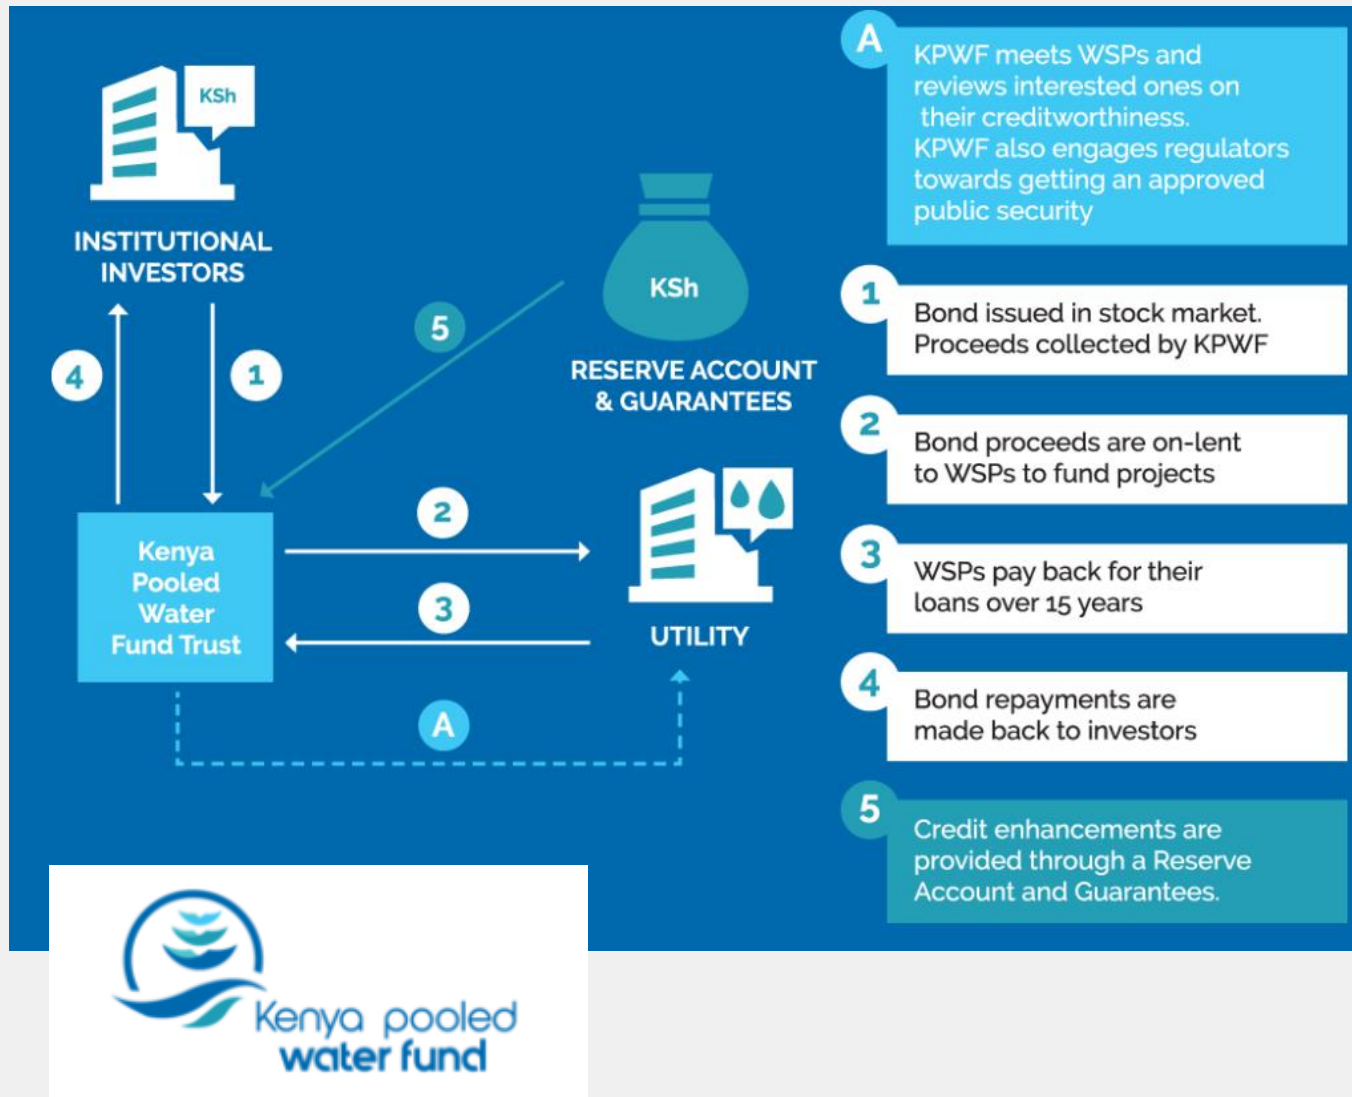 KSh
INSTITUTIONAL
INVESTORS
4
1
5
KSh
RESERVE ACCOUNT
& GUARANTEES
Kenya
Pooled
Water
Fund Trust
2
3
UTILITY
A
A
KPWF meets WSPs and
reviews interested ones on
their creditworthiness.
KPWF also engages regulators
towards getting an approved
public security
1
Bond issued in stock market.
Proceeds collected by KPWF
2
Bond proceeds are on-lent
to WSPs to fund projects
3
WSPs pay back for their
loans over 15 years
4
Bond repayments are
made back to investors
5
Credit enhancements are
provided through a Reserve
Account and Guarantees.
Kenya pooled
water fund